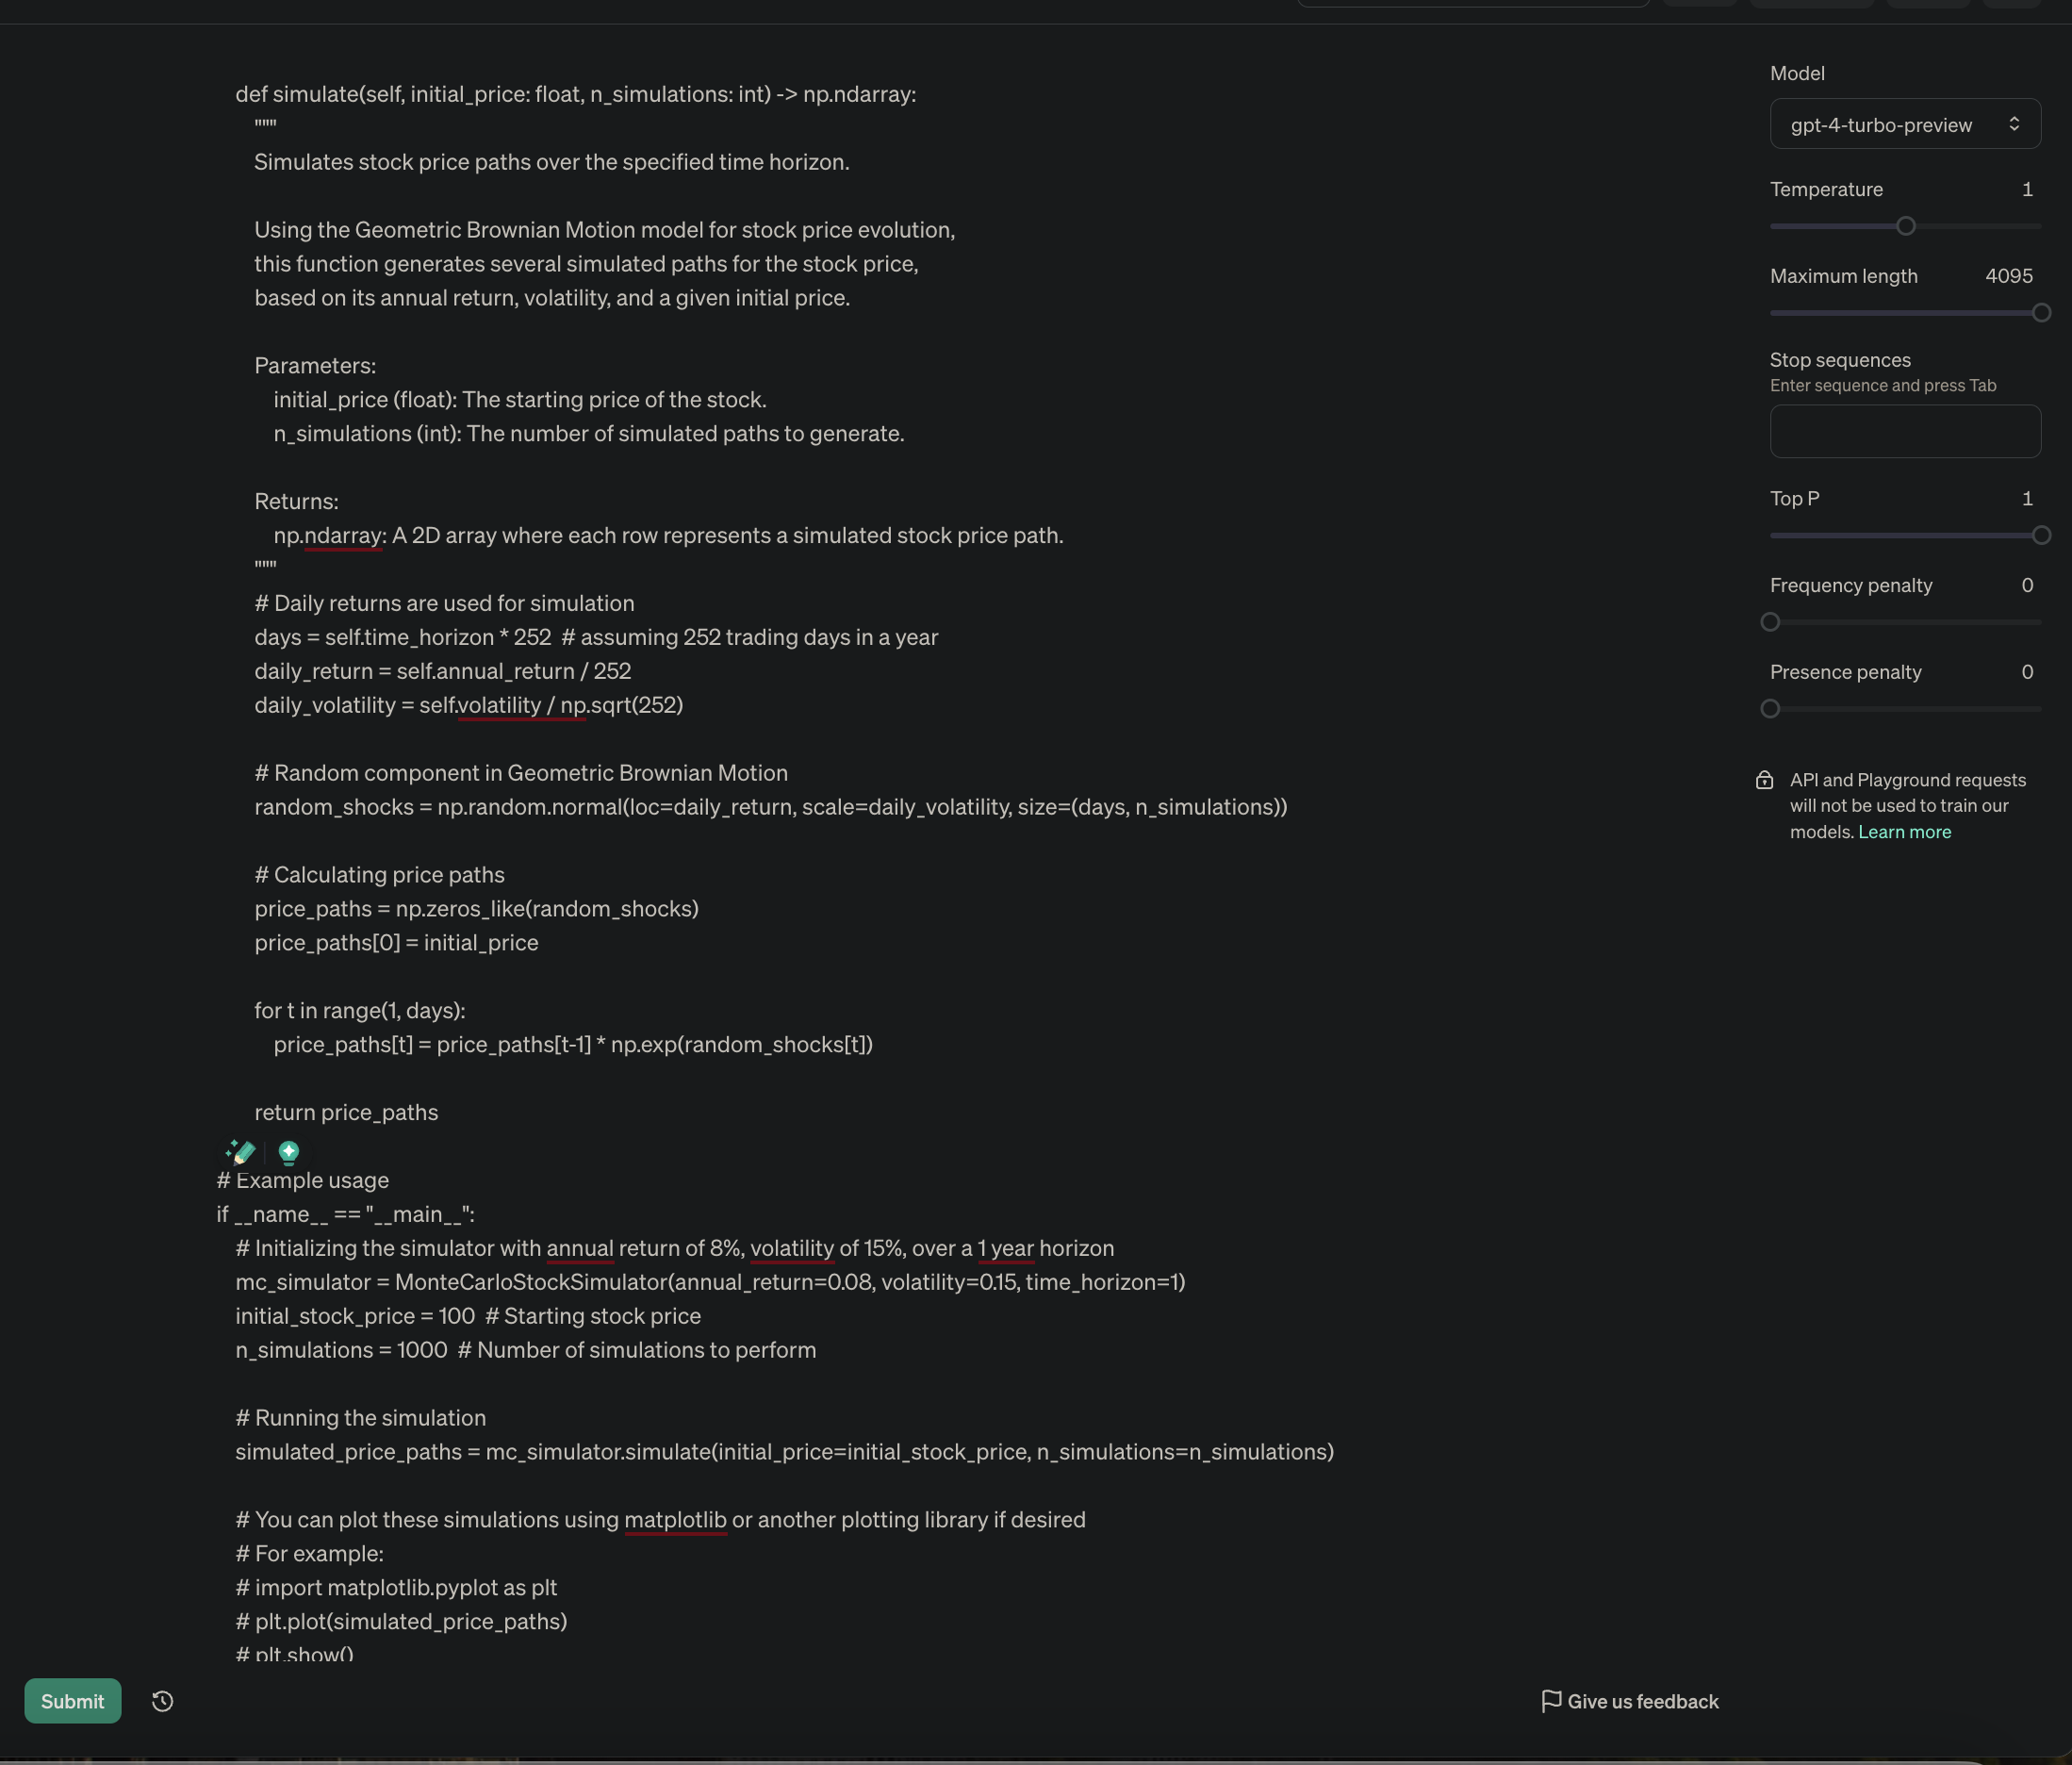 def simulate(self, initial_price: float, n_simulations: int) -> np.ndarray:
"""
Simulates stock price paths over the specified time horizon.
Using the Geometric Brownian Motion model for stock price evolution,
this function generates several simulated paths for the stock price,
based on its annual return, volatility, and a given initial price.
Parameters:
initial_price (float): The starting price of the stock.
n_simulations (int): The number of simulated paths to generate.
Returns:
np.ndarray: A 2D array where each row represents a simulated stock price path.
"""
# Daily returns are used for simulation
days = self.time_horizon * 252  # assuming 252 trading days in a year
daily_return = self.annual_return / 252
daily_volatility = self.volatility / np.sqrt(252)
# Random component in Geometric Brownian Motion
random_shocks = np.random.normal(loc=daily_return, scale=daily_volatility, size=(days, n_simulations))
# Calculating price paths
price_paths = np.zeros_like(random_shocks)
price_paths[0] = initial_price
for t in range(1, days):
price_paths[t] = price_paths[t-1] * np.exp(random_shocks[t])
return price_paths
# Example usage
if __name__ == "__main__":
# Initializing the simulator with annual return of 8%, volatility of 15%, over a 1 year horizon
mc_simulator = MonteCarloStockSimulator(annual_return=0.08, volatility=0.15, time_horizon=1)
initial_stock_price = 100  # Starting stock price
n_simulations = 1000  # Number of simulations to perform
# Running the simulation
simulated_price_paths = mc_simulator.simulate(initial_price=initial_stock_price, n_simulations=n_simulations)
# You can plot these simulations using matplotlib or another plotting library if desired
# For example:
# import matplotlib.pyplot as plt
# plt.plot(simulated_price_paths)
# plt.show()
Submit
Give us feedback
Model
gpt-4-turbo-preview
Temperature 1
Maximum length 4095
Stop sequences
Enter sequence and press Tab
Top P 1
Frequency penalty 0
Presence penalty 0
API and Playground requests
will not be used to train our
models. Learn more